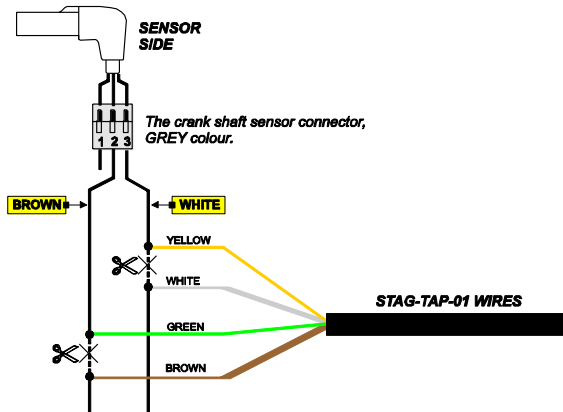 SENSOR
SIDE
The crank shaft sensor connector,
GREY colour.
1 2 3
BROWN
WHITE
YELLOW
WHITE
STAG-TAP-01 WIRES
GREEN
BROWN